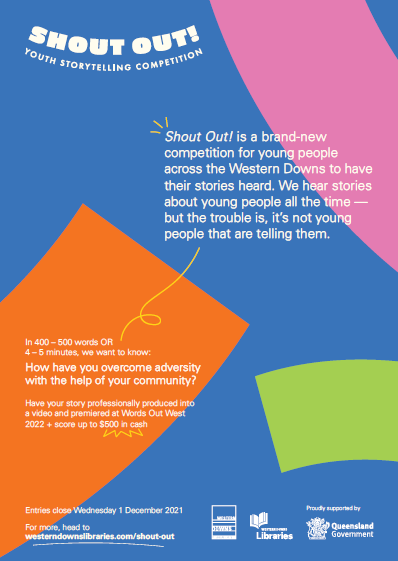 SHOUT OUT!
YOUTH STORYTELLING COMPETITION
Shout Out! is a brand-new
competition for young people
across the Western Downs to have
their stories heard. We hear stories
about young people all the time —
but the trouble is, it's not young
people that are telling them.
In 400 – 500 words OR
4 – 5 minutes, we want to know:
How have you overcome adversity
with the help of your community?
Have your story professionally produced into
a video and premiered at Words Out West
2022 + score up to $500 in cash
Entries close Wednesday 1 December 2021
For more, head to
westerndownslibraries.com/shout-out
WESTERN
DOWNS
WESTERN DOWNS
Libraries
Proudly supported by
Queensland
Government